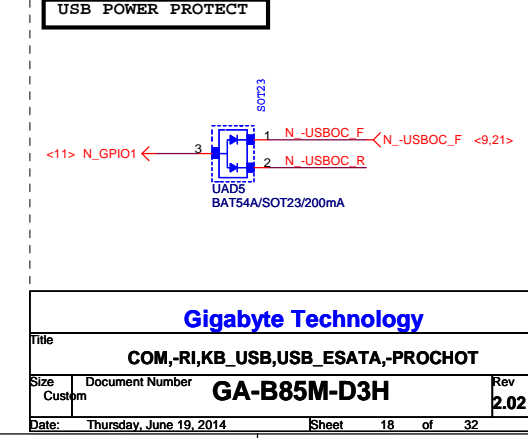 USB POWER PROTECT
SOT23
<11> N_GPIO1 3
1 N_-USBOC_F N_-USBOC_F <9,21>
2 N_-USBOC_R
UAD5
BAT54A/SOT23/200mA
Gigabyte Technology
Title
COM,-RI,KB_USB,USB_ESATA,-PROCHOT
Size Document Number Rev
Custom GA-B85M-D3H 2.02
Date: Thursday, June 19, 2014 Sheet 18 of 32